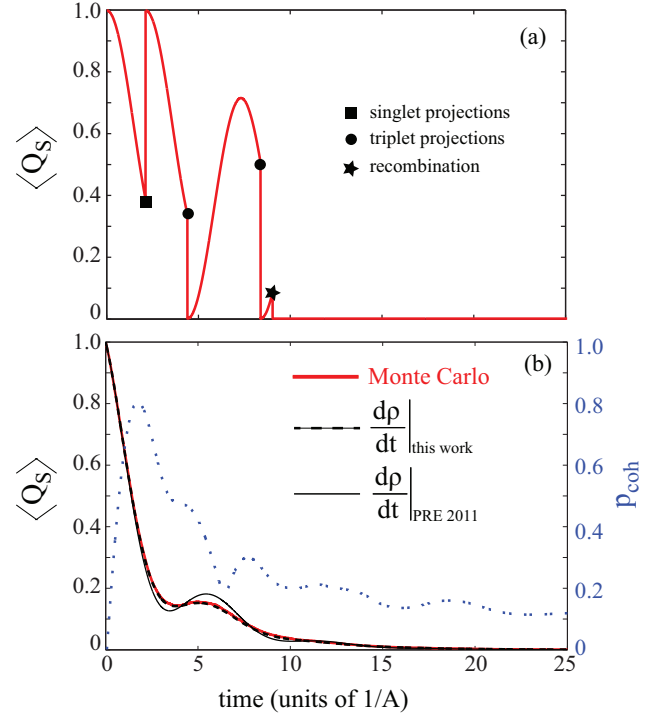 (a)
1.0
0.8
0.6
0.4
0.2
0
⟨Q_S⟩
singlet projections
triplet projections
recombination
(b)
1.0
0.8
0.6
0.4
0.2
0
⟨Q_S⟩
Monte Carlo
dρ/dt|this work
dρ/dt|PRE 2011
1.0
0.8
0.6
0.4
0.2
0
p_coh
0 5 10 15 20 25
time (units of 1/A)